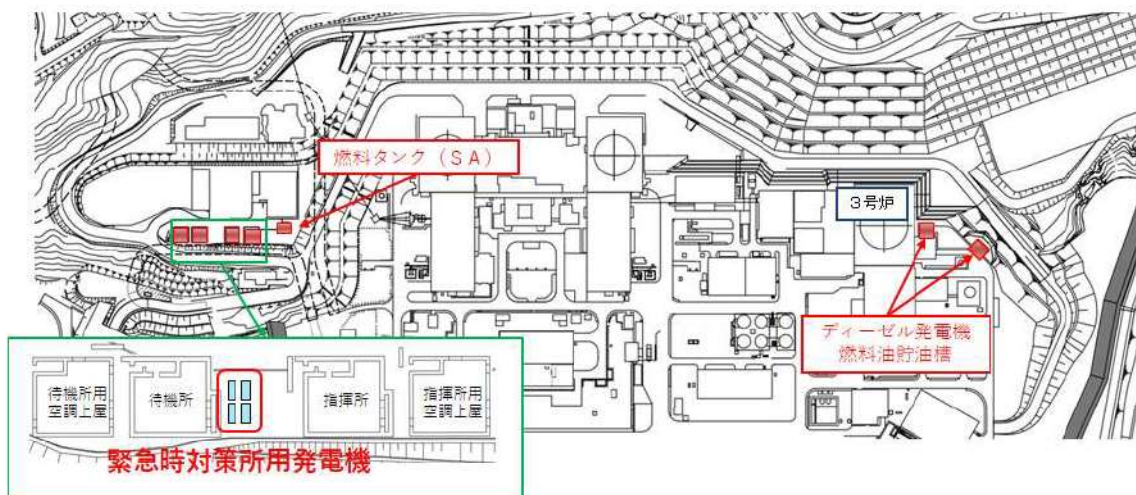 燃料タンク（ＳＡ）
３号炉
ディーゼル発電機
燃料油貯油槽
待機所用
空調上屋
待機所
指揮所
指揮所用
空調上屋
緊急時対策所用発電機